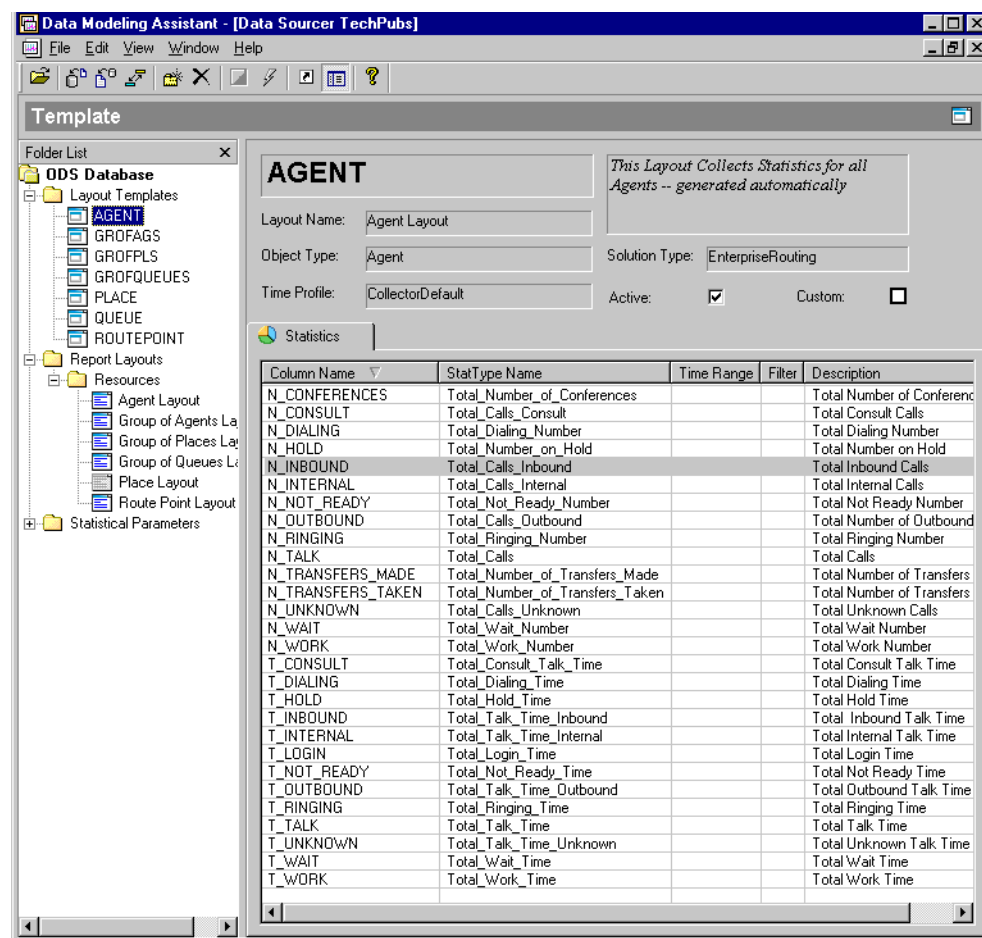 Data Modeling Assistant - [Data Sourcer TechPubs]
File Edit View Window Help
Template
Folder List
ODS Database
Layout Templates
AGENT
GROFAGS
GROFPLS
GROFQUEUES
PLACE
QUEUE
ROUTEPOINT
Report Layouts
Resources
Agent Layout
Group of Agents La
Group of Places Lay
Group of Queues La
Place Layout
Route Point Layout
Statistical Parameters
AGENT
This Layout Collects Statistics for all
Agents -- generated automatically
Layout Name: Agent Layout
Object Type: Agent Solution Type: EnterpriseRouting
Time Profile: CollectorDefault Active: Custom:
Statistics
Column Name StatType Name Time Range Filter Description
N_CONFERENCES Total_Number_of_Conferences Total Number of Conferenc
N_CONSULT Total_Calls_Consult Total Consult Calls
N_DIALING Total_Dialing_Number Total Dialing Number
N_HOLD Total_Number_on_Hold Total Number on Hold
N_INBOUND Total_Calls_Inbound Total Inbound Calls
N_INTERNAL Total_Calls_Internal Total Internal Calls
N_NOT_READY Total_Not_Ready_Number Total Not Ready Number
N_OUTBOUND Total_Calls_Outbound Total Number of Outbound
N_RINGING Total_Ringing_Number Total Ringing Number
N_TALK Total_Calls Total Calls
N_TRANSFERS_MADE Total_Number_of_Transfers_Made Total Number of Transfers
N_TRANSFERS_TAKEN Total_Number_of_Transfers_Taken Total Number of Transfers
N_UNKNOWN Total_Calls_Unknown Total Unknown Calls
N_WAIT Total_Wait_Number Total Wait Number
N_WORK Total_Work_Number Total Work Number
T_CONSULT Total_Consult_Talk_Time Total Consult Talk Time
T_DIALING Total_Dialing_Time Total Dialing Time
T_HOLD Total_Hold_Time Total Hold Time
T_INBOUND Total_Talk_Time_Inbound Total Inbound Talk Time
T_INTERNAL Total_Talk_Time_Internal Total Internal Talk Time
T_LOGIN Total_Login_Time Total Login Time
T_NOT_READY Total_Not_Ready_Time Total Not Ready Time
T_OUTBOUND Total_Talk_Time_Outbound Total Outbound Talk Time
T_RINGING Total_Ringing_Time Total Ringing Time
T_TALK Total_Talk_Time Total Talk Time
T_UNKNOWN Total_Talk_Time_Unknown Total Unknown Talk Time
T_WAIT Total_Wait_Time Total Wait Time
T_WORK Total_Work_Time Total Work Time